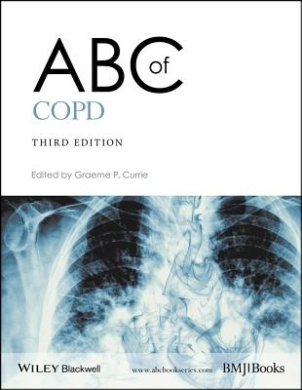 ABC of
COPD
THIRD EDITION
Edited by Graeme P. Currie
WILEY Blackwell
www.abcbookseries.com
BMJ|Books